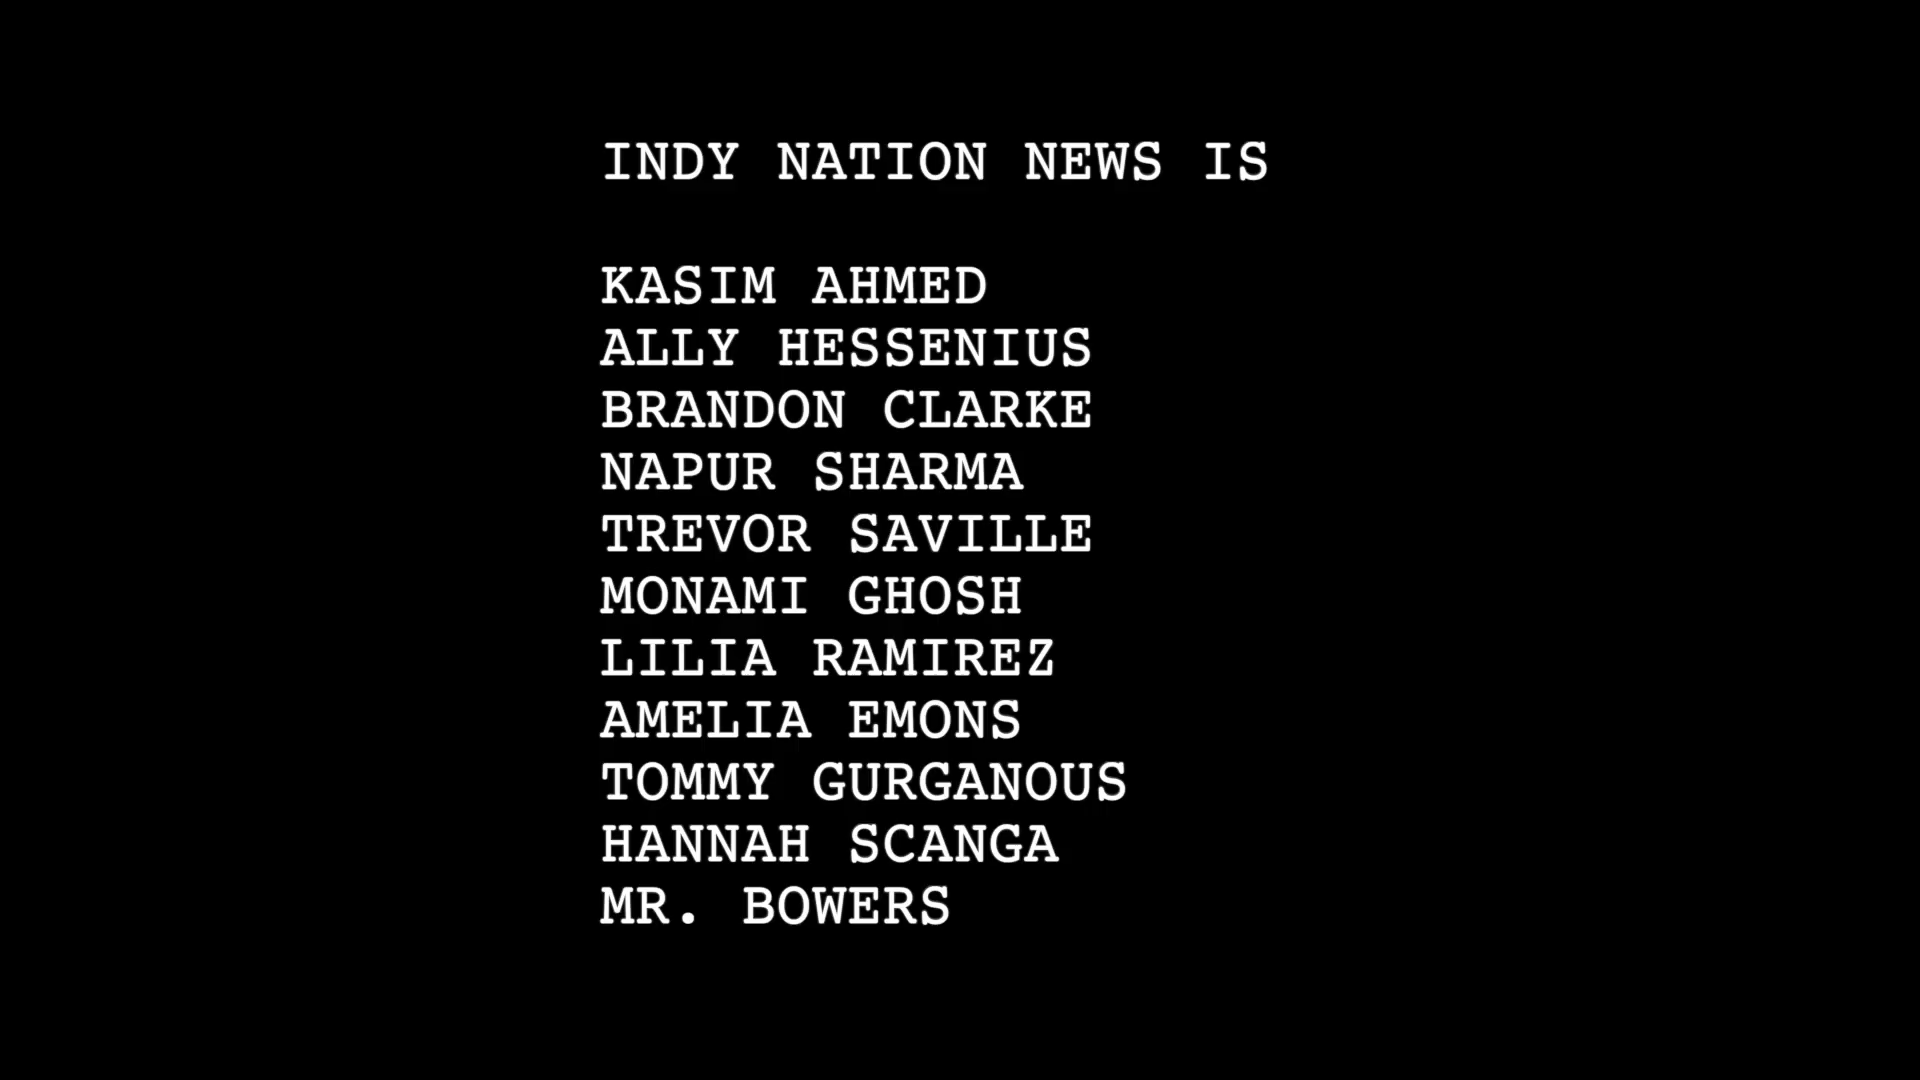 INDY NATION NEWS IS
KASIM AHMED
ALLY HESSENIUS
BRANDON CLARKE
NAPUR SHARMA
TREVOR SAVILLE
MONAMI GHOSH
LILIA RAMIREZ
AMELIA EMONS
TOMMY GURGANOUS
HANNAH SCANGA
MR. BOWERS